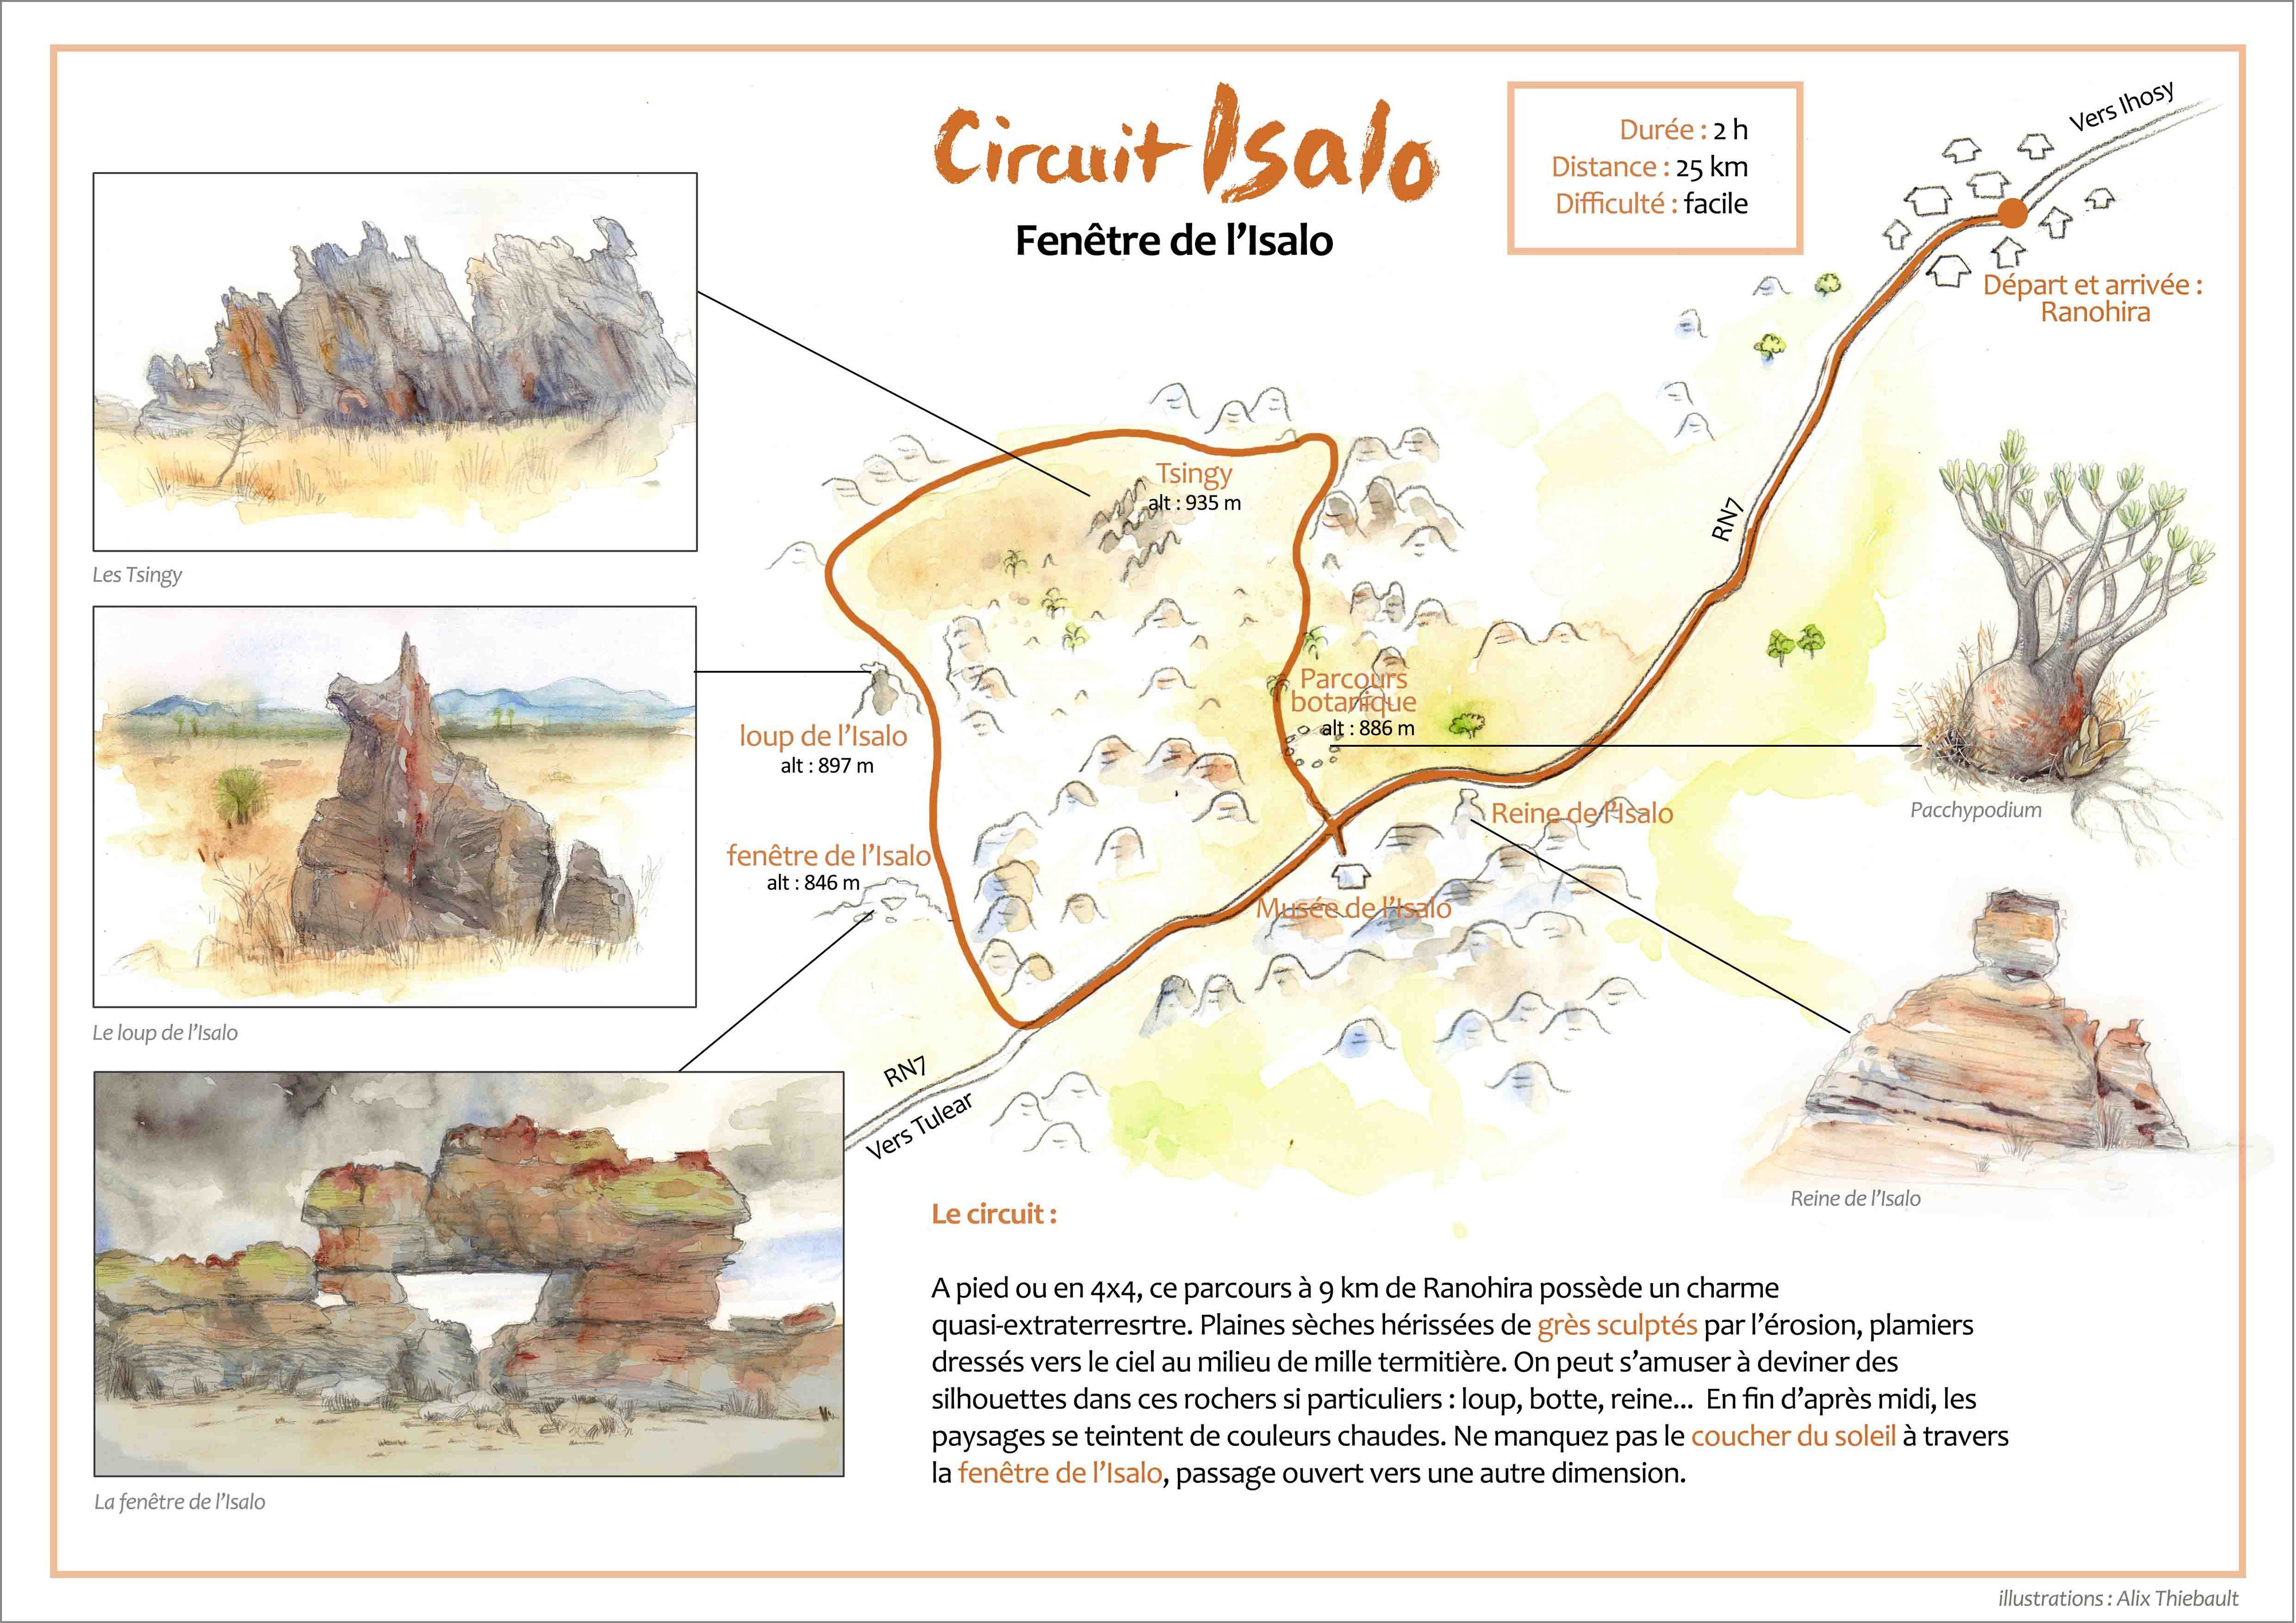 Circuit Isalo
Fenêtre de l'Isalo
Durée : 2 h
Distance : 25 km
Difficulté : facile
Vers Ihosy
Départ et arrivée :
Ranohira
Les Tsingy
Tsingy
alt : 935 m
RN7
loup de l'Isalo
alt : 897 m
Parcours
botanique
alt : 886 m
Pacchypodium
Reine de l'Isalo
fenêtre de l'Isalo
alt : 846 m
Musée de l'Isalo
Le loup de l'Isalo
RN7
Vers Tulear
Reine de l'Isalo
La fenêtre de l'Isalo
Le circuit :
A pied ou en 4x4, ce parcours à 9 km de Ranohira possède un charme
quasi-extraterresrtre. Plaines sèches hérissées de grès sculptés par l'érosion, plamiers
dressés vers le ciel au milieu de mille termitière. On peut s'amuser à deviner des
silhouettes dans ces rochers si particuliers : loup, botte, reine... En fin d'après midi, les
paysages se teintent de couleurs chaudes. Ne manquez pas le coucher du soleil à travers
la fenêtre de l'Isalo, passage ouvert vers une autre dimension.
illustrations : Alix Thiebault